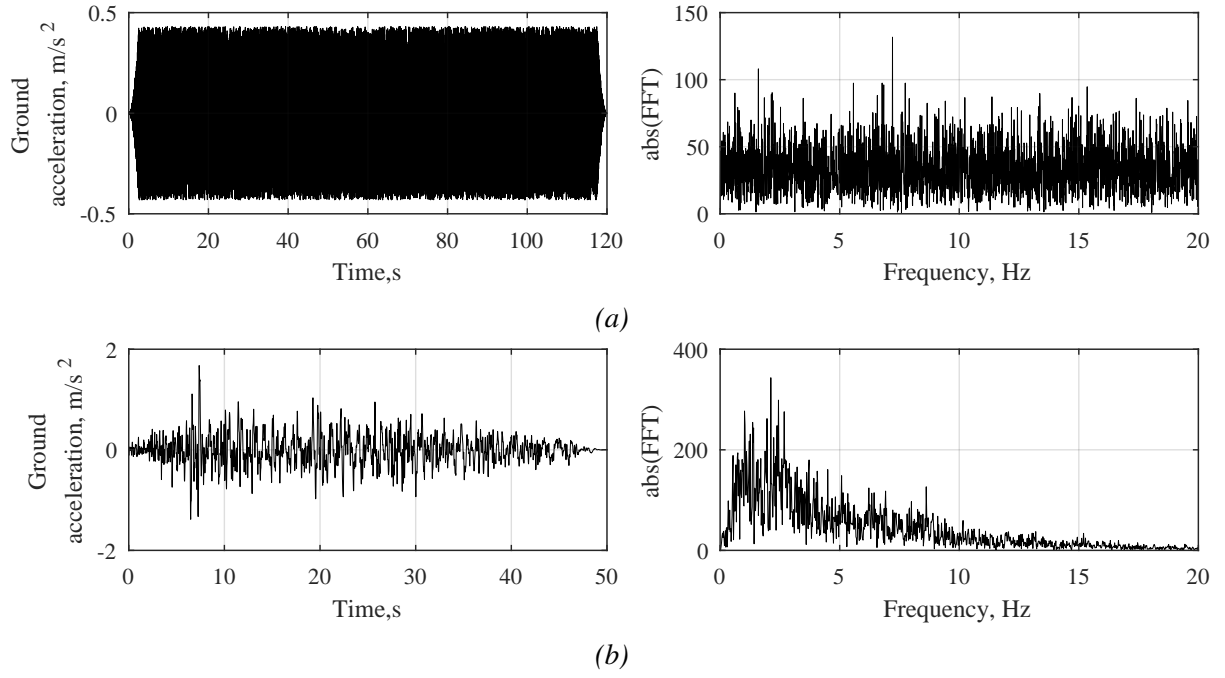 0.5
0
-0.5
Ground
acceleration, m/s 2
0 20 40 60 80 100 120
Time,s
150
100
50
0
abs(FFT)
0 5 10 15 20
Frequency, Hz
(a)
2
0
-2
Ground
acceleration, m/s 2
0 10 20 30 40 50
Time,s
400
200
0
abs(FFT)
0 5 10 15 20
Frequency, Hz
(b)